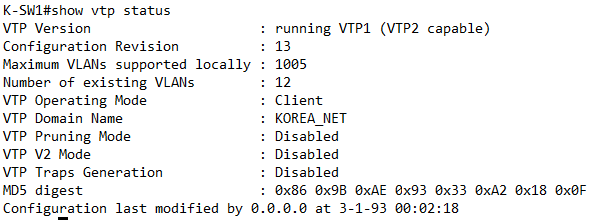 K-SW1#show vtp status
VTP Version                     : running VTP1 (VTP2 capable)
Configuration Revision          : 13
Maximum VLANs supported locally : 1005
Number of existing VLANs        : 12
VTP Operating Mode              : Client
VTP Domain Name                 : KOREA_NET
VTP Pruning Mode                : Disabled
VTP V2 Mode                     : Disabled
VTP Traps Generation            : Disabled
MD5 digest                      : 0x86 0x9B 0xAE 0x93 0x33 0xA2 0x18 0x0F
Configuration last modified by 0.0.0.0 at 3-1-93 00:02:18